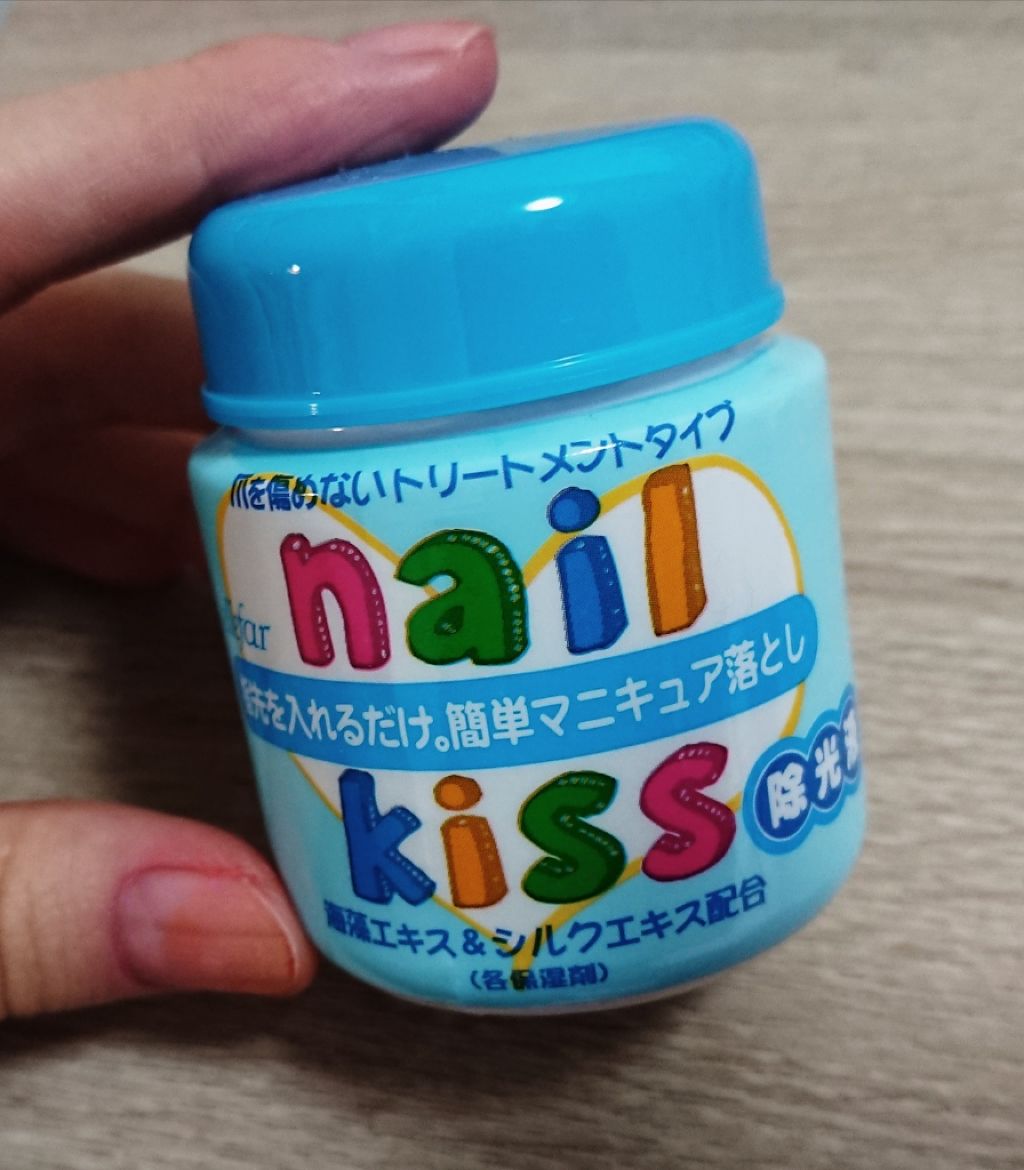 爪を傷めないトリートメントタイプ
nail
指先を入れるだけ。簡単マニキュア落とし
kiss
除光液
海藻エキス&シルクエキス配合
(各保湿剤)